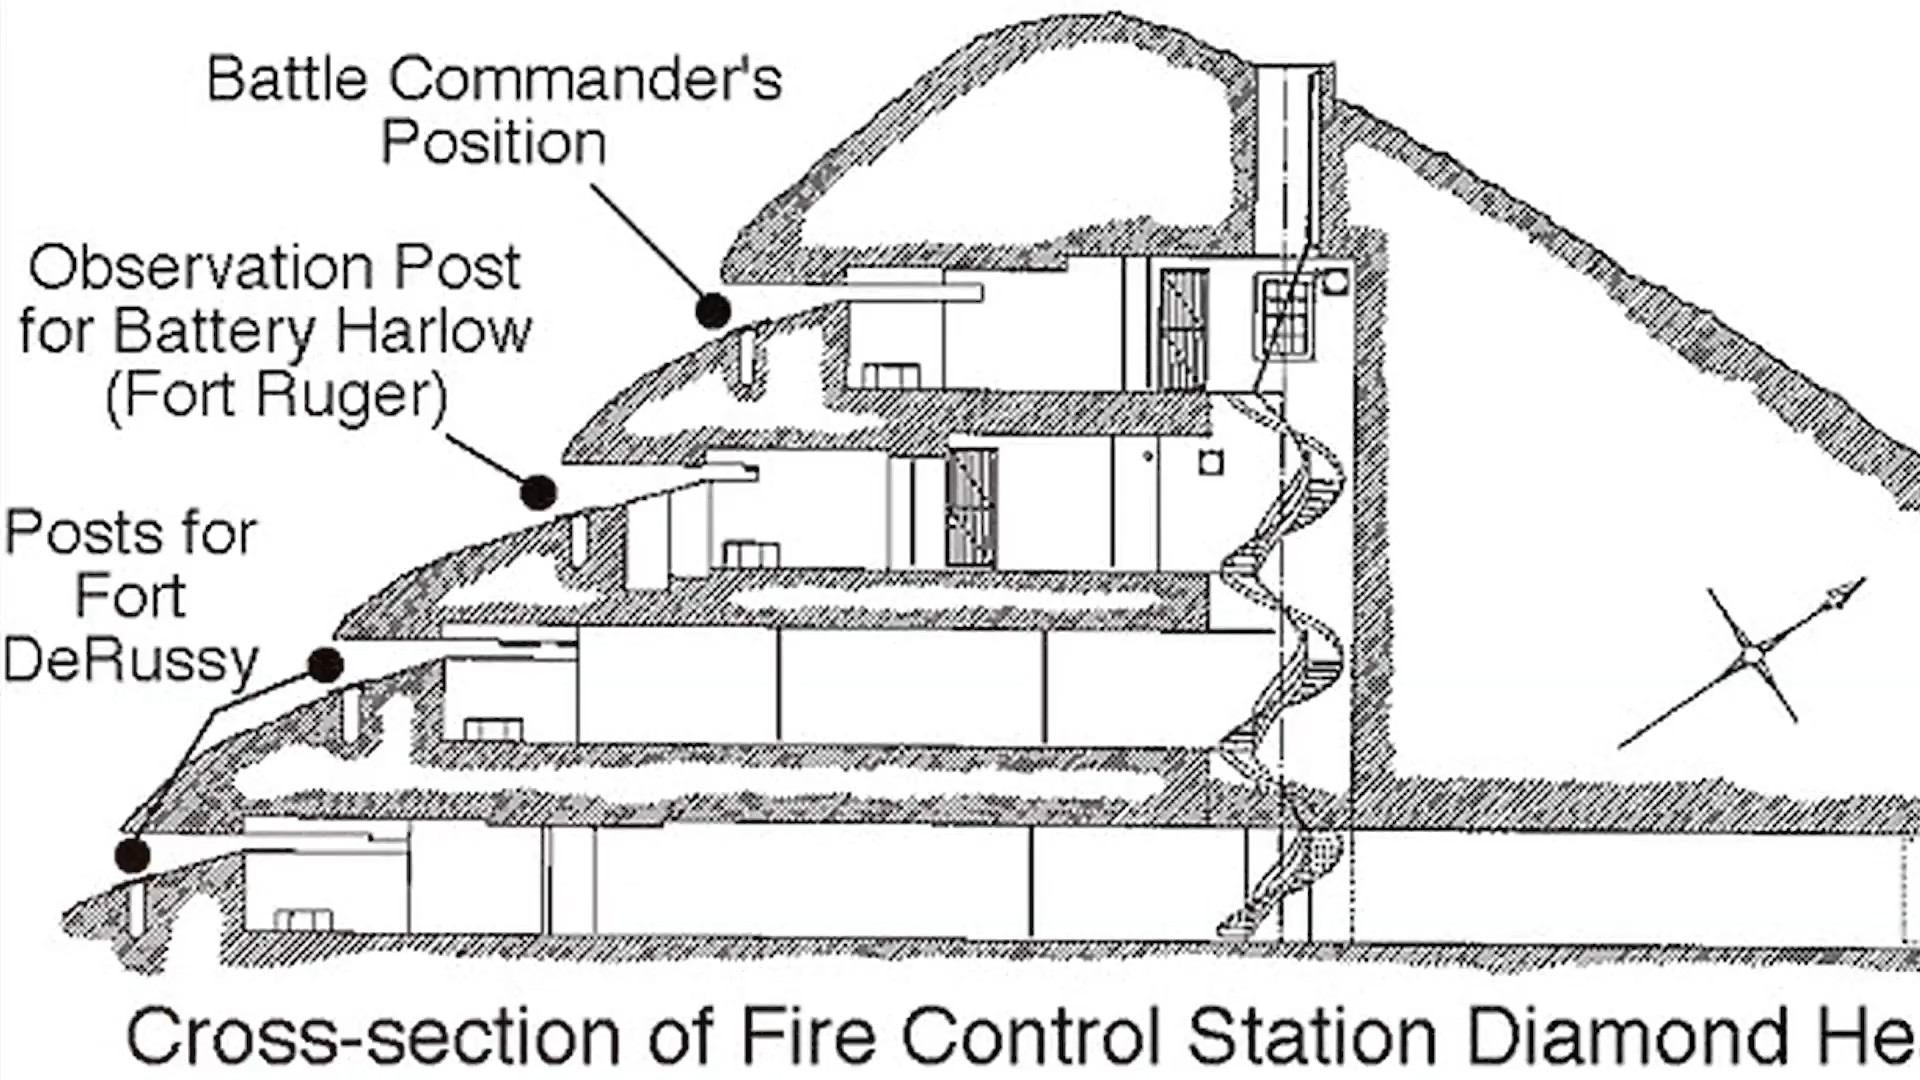 Battle Commander's
Position
Observation Post
for Battery Harlow
(Fort Ruger)
Posts for
Fort
DeRussy
Cross-section of Fire Control Station Diamond He